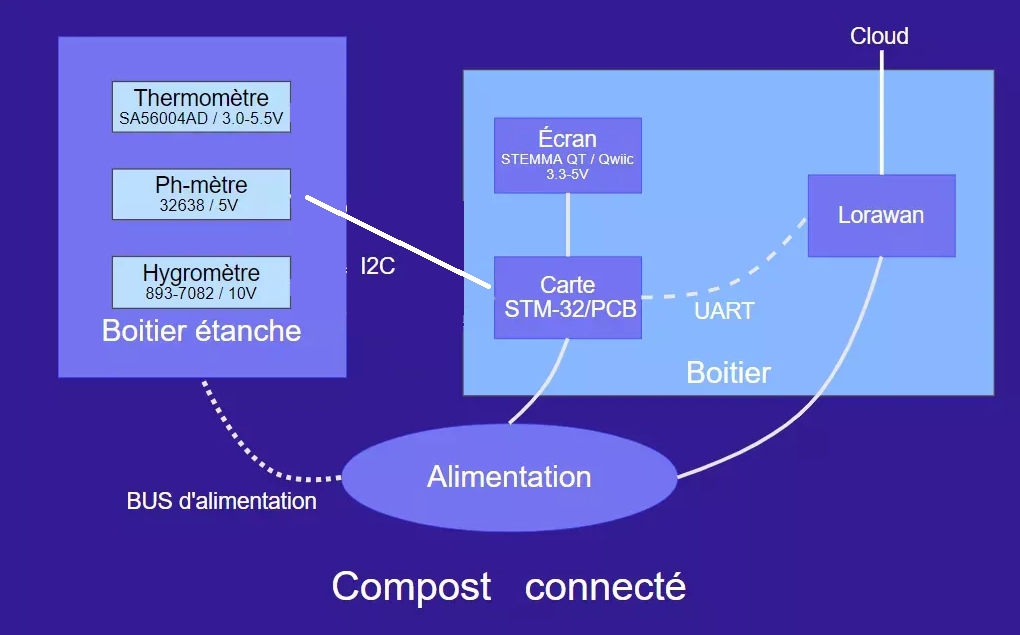 Cloud
Thermomètre
SA56004AD / 3.0-5.5V
Ph-mètre
32638 / 5V
Hygromètre
893-7082 / 10V
Boitier étanche
I2C
Écran
STEMMA QT / Qwiic
3.3-5V
Lorawan
Carte
STM-32/PCB
UART
Boitier
Alimentation
BUS d'alimentation
Compost connecté